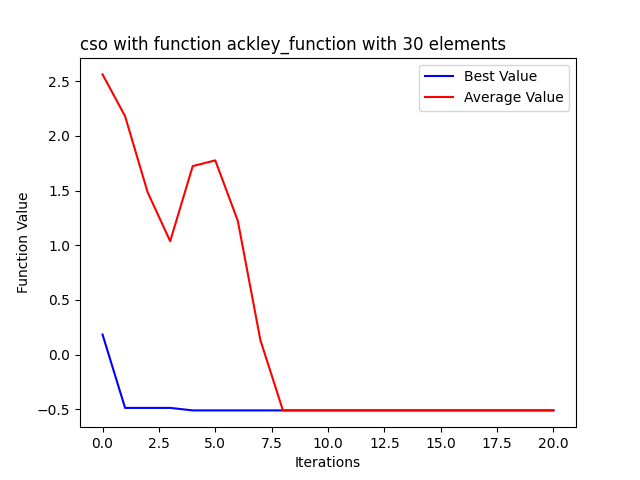 cso with function ackley_function with 30 elements
Best Value
Average Value
Function Value
2.5
2.0
1.5
1.0
0.5
0.0
−0.5
0.0 2.5 5.0 7.5 10.0 12.5 15.0 17.5 20.0
Iterations